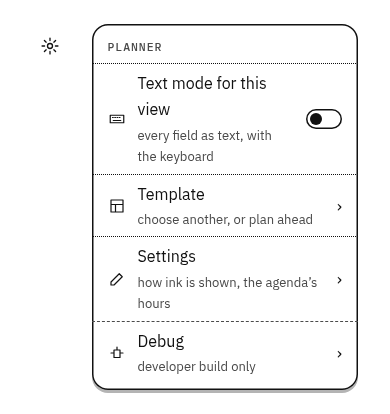 PLANNER
Text mode for this
view
every field as text, with
the keyboard
Template
choose another, or plan ahead
Settings
how ink is shown, the agenda’s
hours
Debug
developer build only